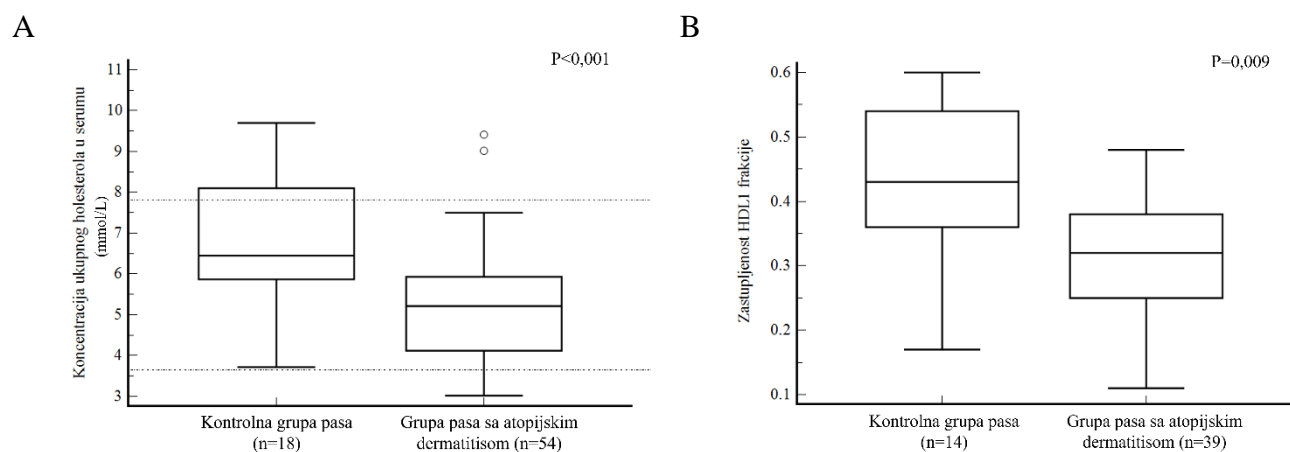 A
P<0,001
Koncentracija ukupnog holesterola u serumu
(mmol/L)
11
10
9
8
7
6
5
4
3
Kontrolna grupa pasa
(n=18)
Grupa pasa sa atopijskim
dermatitisom (n=54)
B
P=0,009
Zastupljenost HDL1 frakcije
0.6
0.5
0.4
0.3
0.2
0.1
Kontrolna grupa pasa
(n=14)
Grupa pasa sa atopijskim
dermatitisom (n=39)